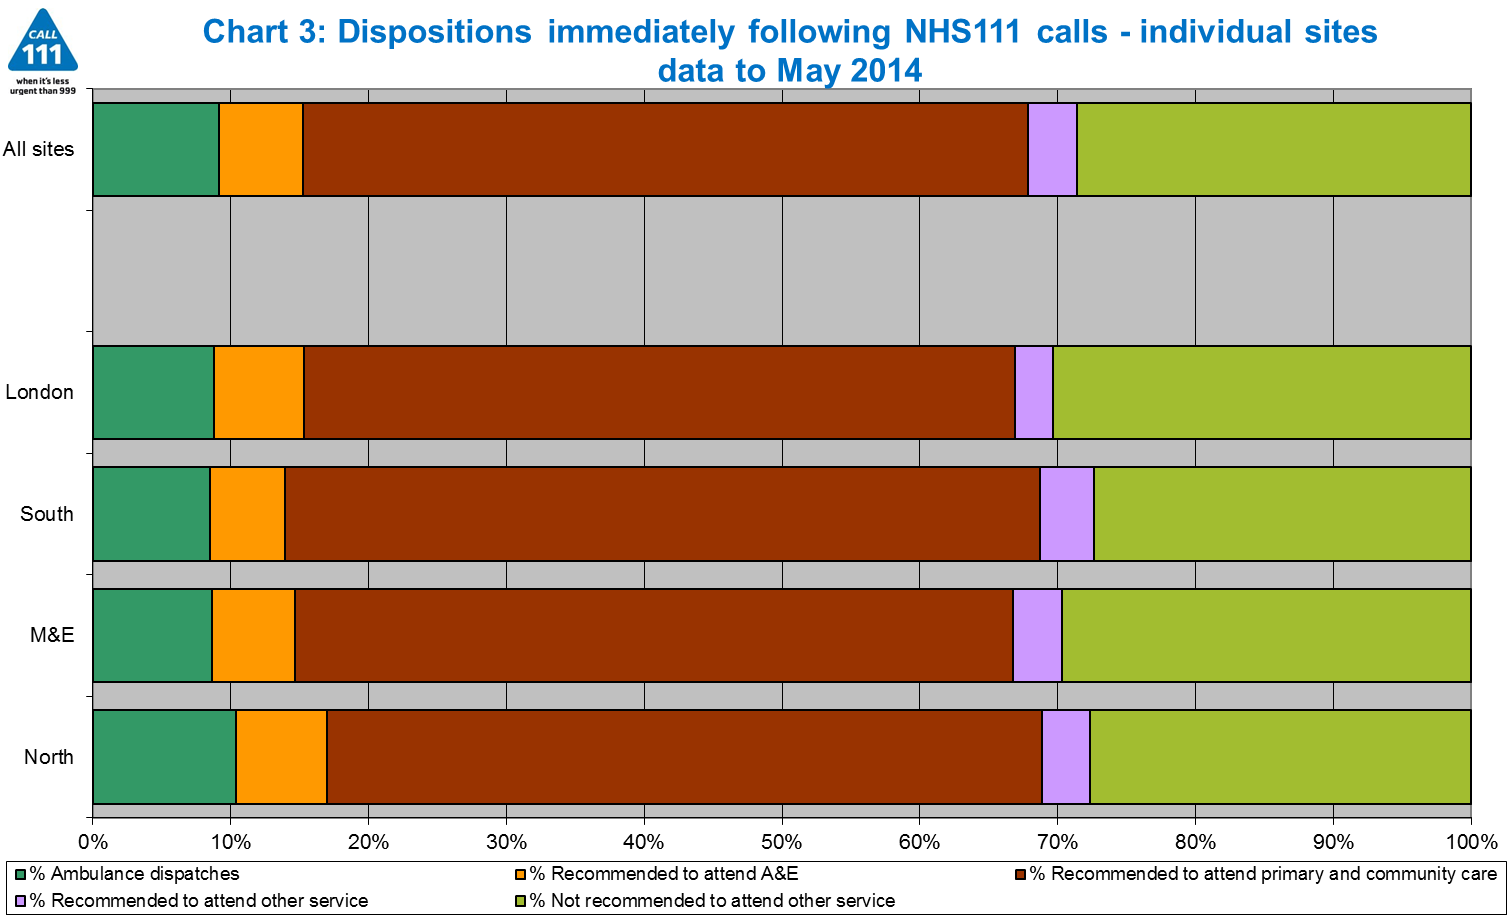 CALL
111
when it's less
urgent than 999
Chart 3: Dispositions immediately following NHS111 calls - individual sites
data to May 2014
All sites
London
South
M&E
North
0% 10% 20% 30% 40% 50% 60% 70% 80% 90% 100%
% Ambulance dispatches % Recommended to attend A&E % Recommended to attend primary and community care
% Recommended to attend other service % Not recommended to attend other service